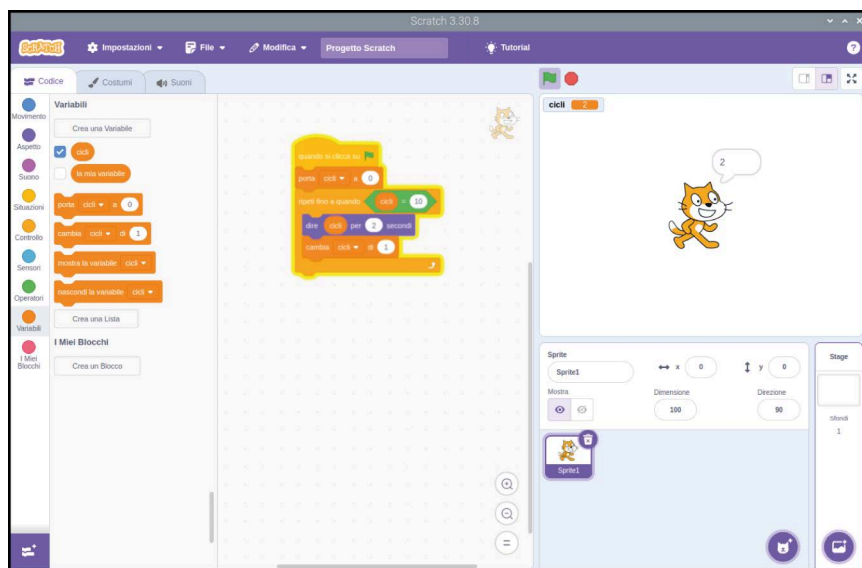 Scratch 3.30.8
SCRATCH
Impostazioni
File
Modifica
Progetto Scratch
Tutorial
?
Codice
Costumi
Suoni
Movimento
Aspetto
Suono
Situazioni
Controllo
Sensori
Operatori
Variabili
I Miei
Blocchi
Variabili
Crea una Variabile
cicli
la mia variabile
porta cicli a 0
cambia cicli di 1
mostra la variabile cicli
nascondi la variabile cicli
Crea una Lista
I Miei Blocchi
Crea un Blocco
quando si clicca su
porta cicli a 0
ripeti fino a quando cicli = 10
dire cicli per 2 secondi
cambia cicli di 1
cicli 2
2
Sprite
Sprite1
x 0
y 0
Mostra
Dimensione
100
Direzione
90
Sprite1
Stage
Sfondi
1